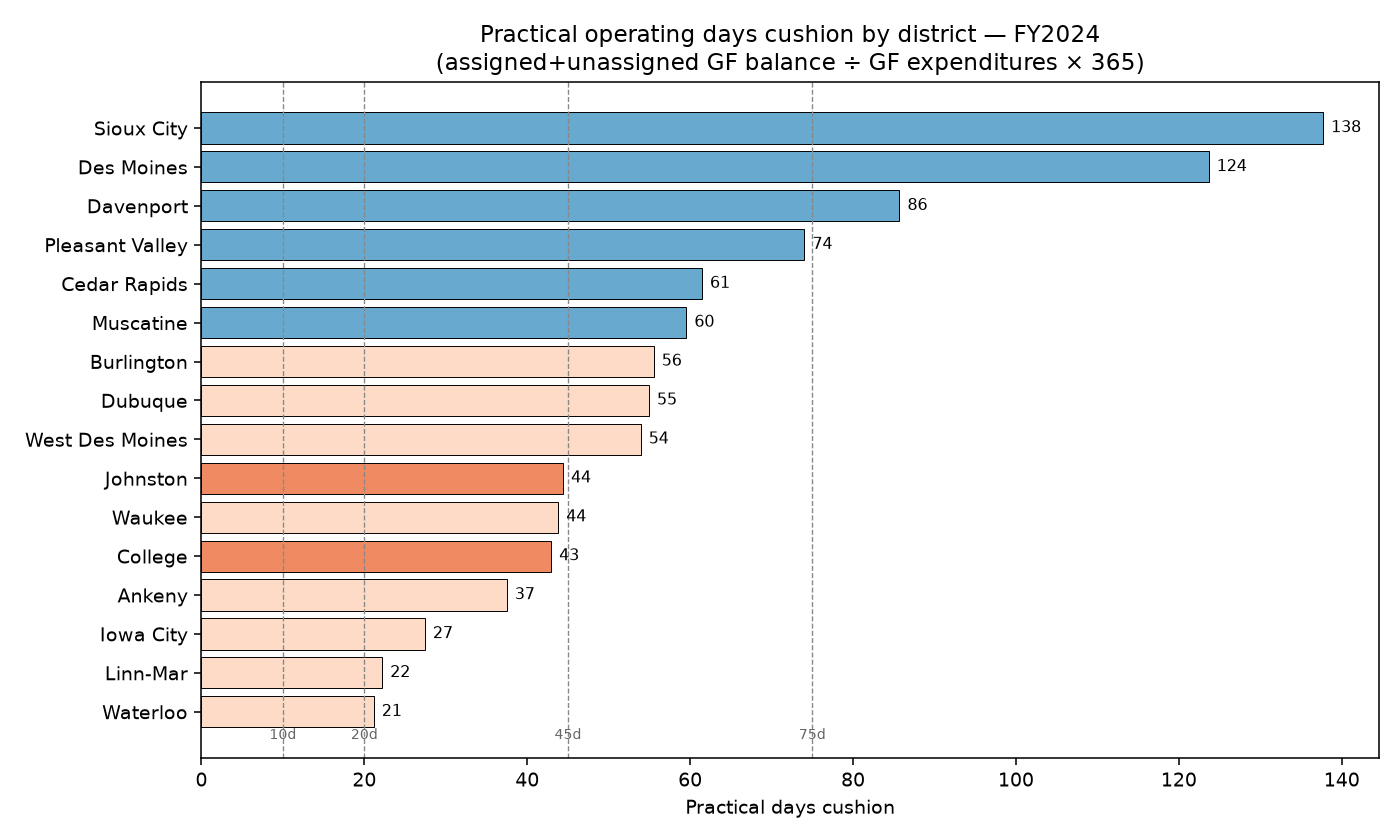 Practical operating days cushion by district — FY2024
(assigned+unassigned GF balance ÷ GF expenditures × 365)
Sioux City 138
Des Moines 124
Davenport 86
Pleasant Valley 74
Cedar Rapids 61
Muscatine 60
Burlington 56
Dubuque 55
West Des Moines 54
Johnston 44
Waukee 44
College 43
Ankeny 37
Iowa City 27
Linn-Mar 22
Waterloo 21
10d 20d 45d 75d
0 20 40 60 80 100 120 140
Practical days cushion